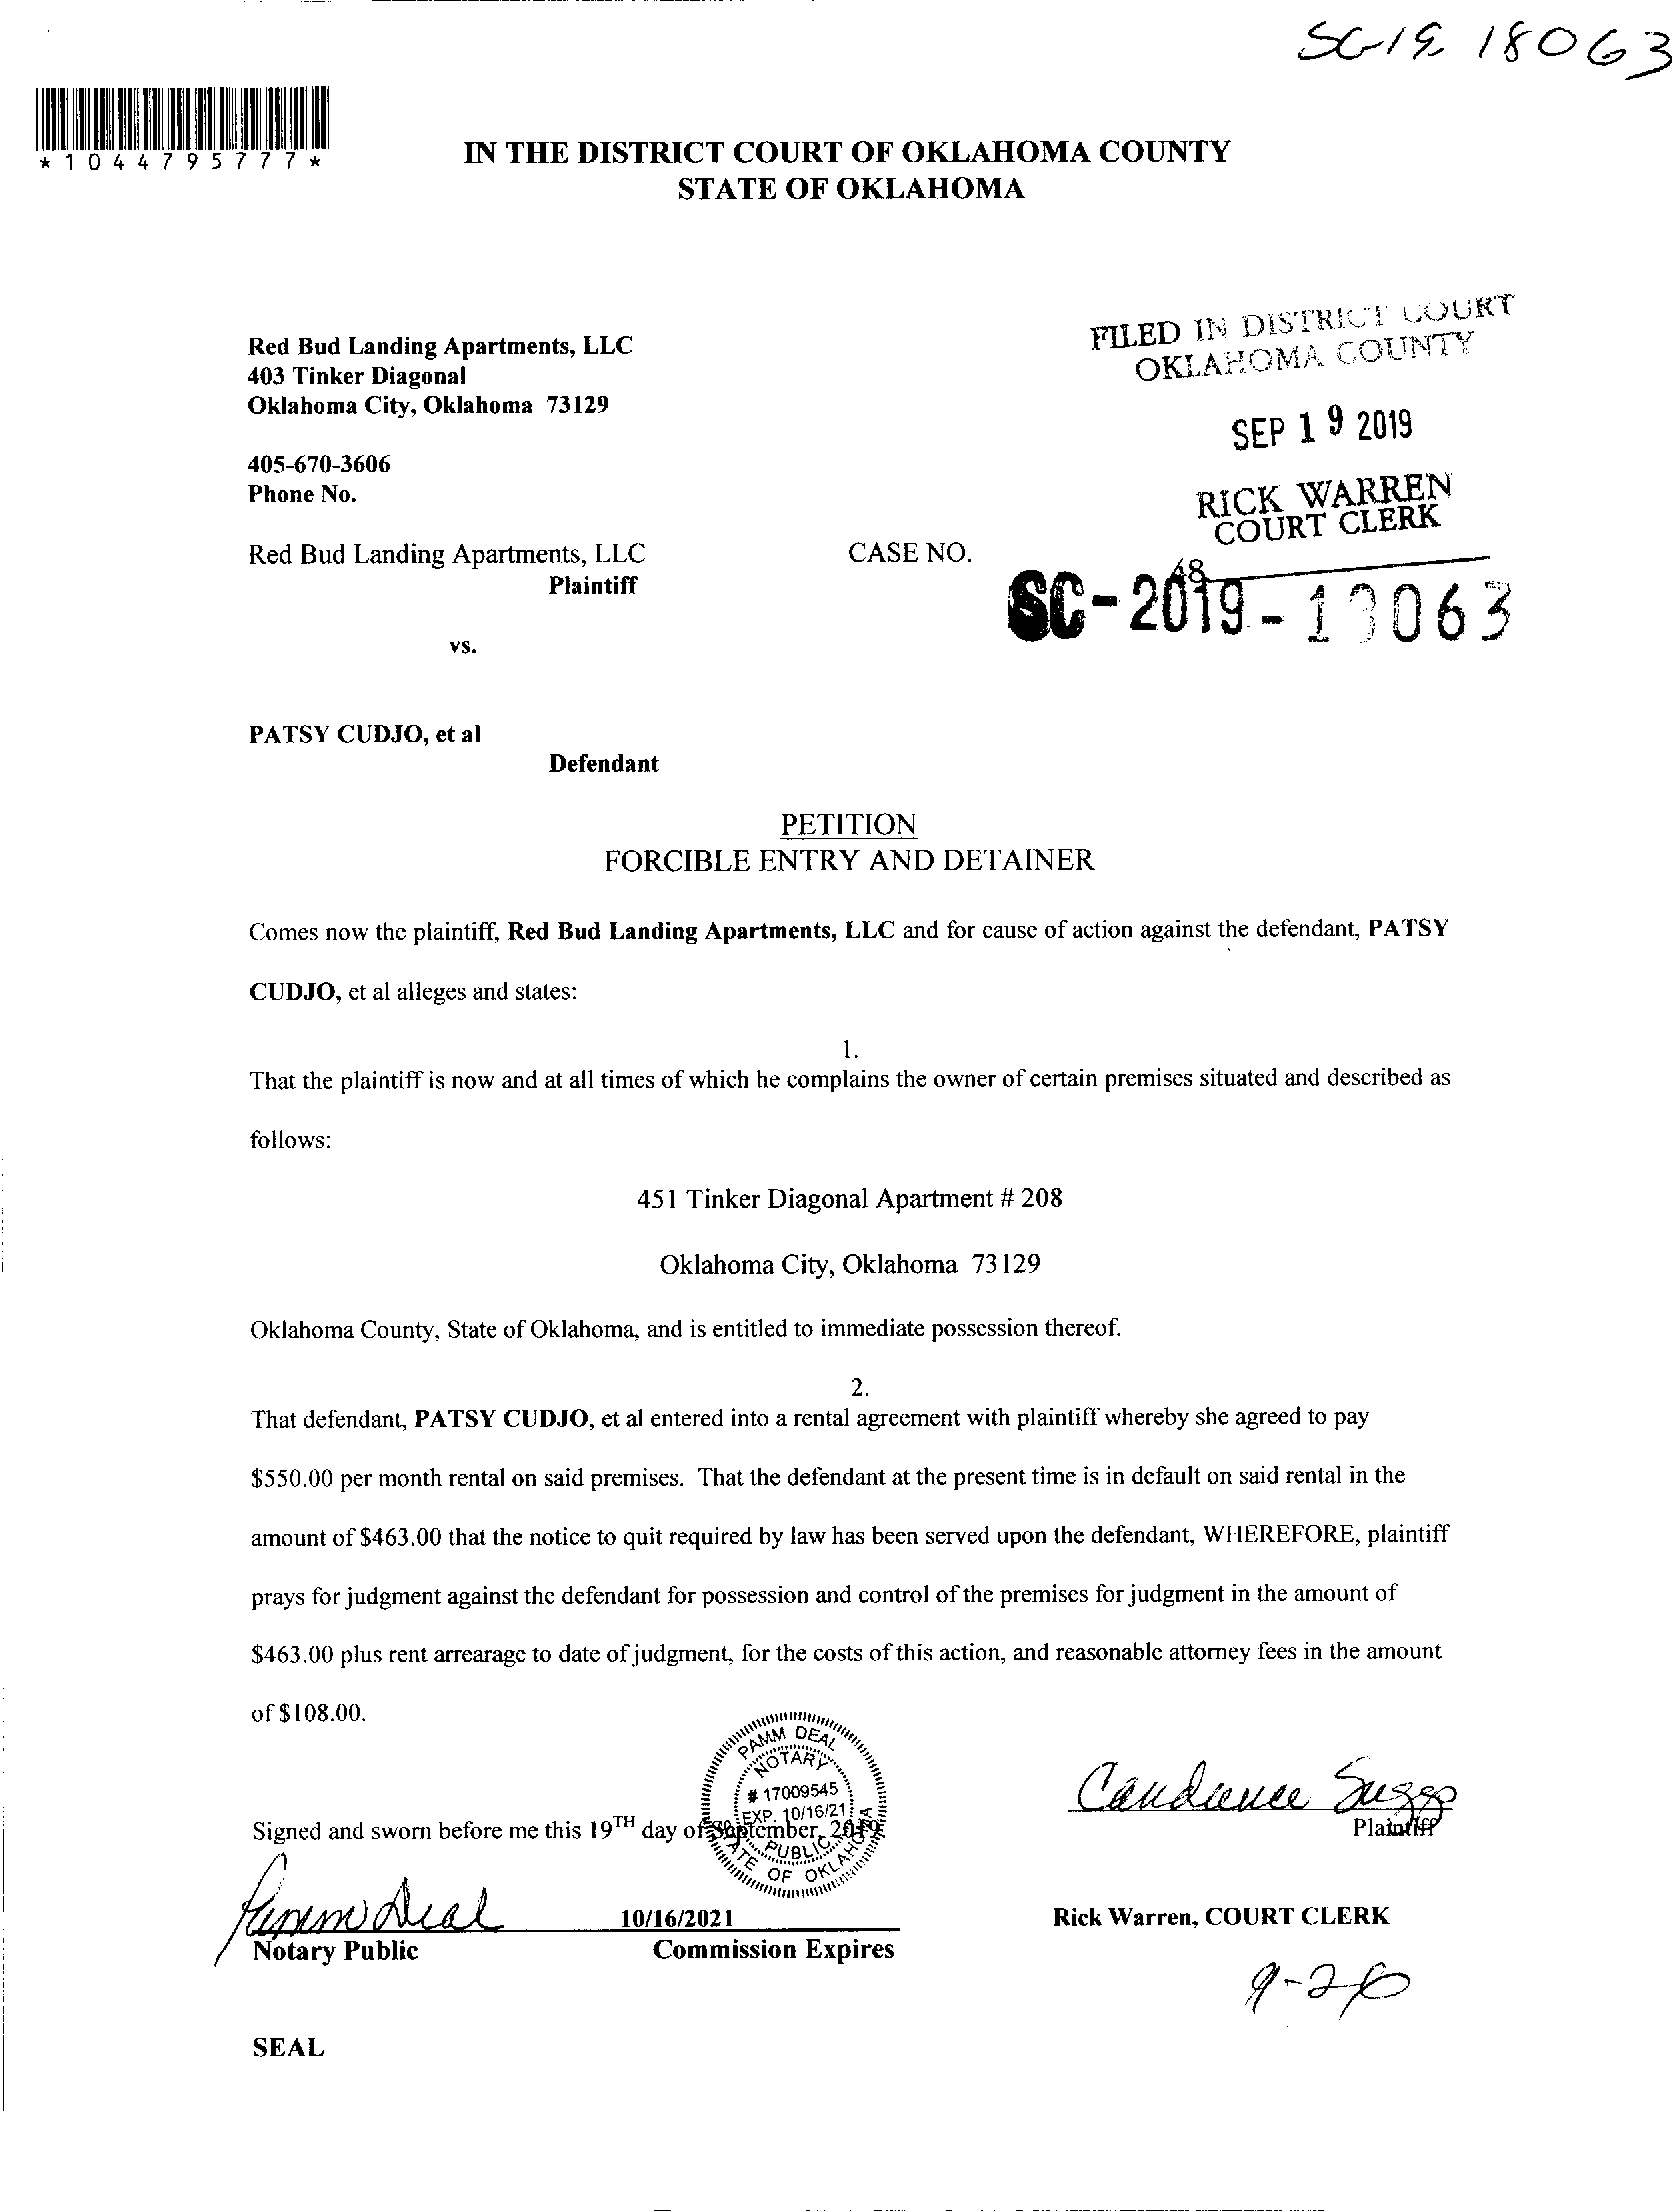 SC-19 18063
*1044795777*
IN THE DISTRICT COURT OF OKLAHOMA COUNTY
STATE OF OKLAHOMA
FILED IN DISTRICT COURT
OKLAHOMA COUNTY
Red Bud Landing Apartments, LLC
403 Tinker Diagonal
Oklahoma City, Oklahoma 73129
SEP 19 2019
405-670-3606
Phone No.
RICK WARREN
COURT CLERK
48
Red Bud Landing Apartments, LLC CASE NO.
Plaintiff
SC-2019-18063
vs.
PATSY CUDJO, et al
Defendant
PETITION
FORCIBLE ENTRY AND DETAINER
Comes now the plaintiff, Red Bud Landing Apartments, LLC and for cause of action against the defendant, PATSY
CUDJO, et al alleges and states:
1.
That the plaintiff is now and at all times of which he complains the owner of certain premises situated and described as
follows:
451 Tinker Diagonal Apartment # 208
Oklahoma City, Oklahoma 73129
Oklahoma County, State of Oklahoma, and is entitled to immediate possession thereof.
2.
That defendant, PATSY CUDJO, et al entered into a rental agreement with plaintiff whereby she agreed to pay
$550.00 per month rental on said premises. That the defendant at the present time is in default on said rental in the
amount of $463.00 that the notice to quit required by law has been served upon the defendant, WHEREFORE, plaintiff
prays for judgment against the defendant for possession and control of the premises for judgment in the amount of
$463.00 plus rent arrearage to date of judgment, for the costs of this action, and reasonable attorney fees in the amount
of $108.00.
PAMM DEAL
NOTARY
# 17009545
EXP. 10/16/21
PUBLIC
STATE OF OKLAHOMA
Candience Suggs
Signed and sworn before me this 19TH day of September, 2019. Plaintiff
Pamm Deal 10/16/2021 Rick Warren, COURT CLERK
Notary Public Commission Expires
9-26
SEAL